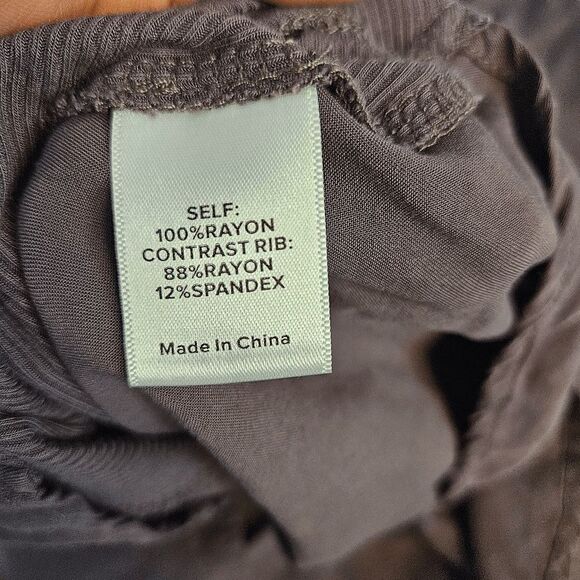 SELF:
100%RAYON
CONTRAST RIB:
88%RAYON
12%SPANDEX
Made In China